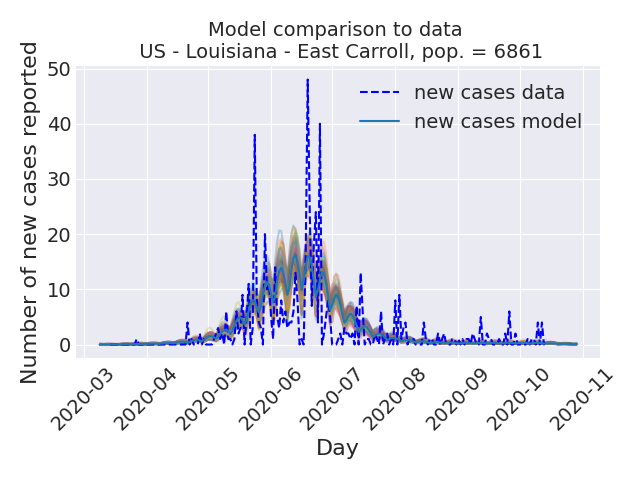 Model comparison to data
US - Louisiana - East Carroll, pop. = 6861
Number of new cases reported
50
40
30
20
10
0
new cases data
new cases model
2020-03
2020-04
2020-05
2020-06
2020-07
2020-08
2020-09
2020-10
2020-11
Day